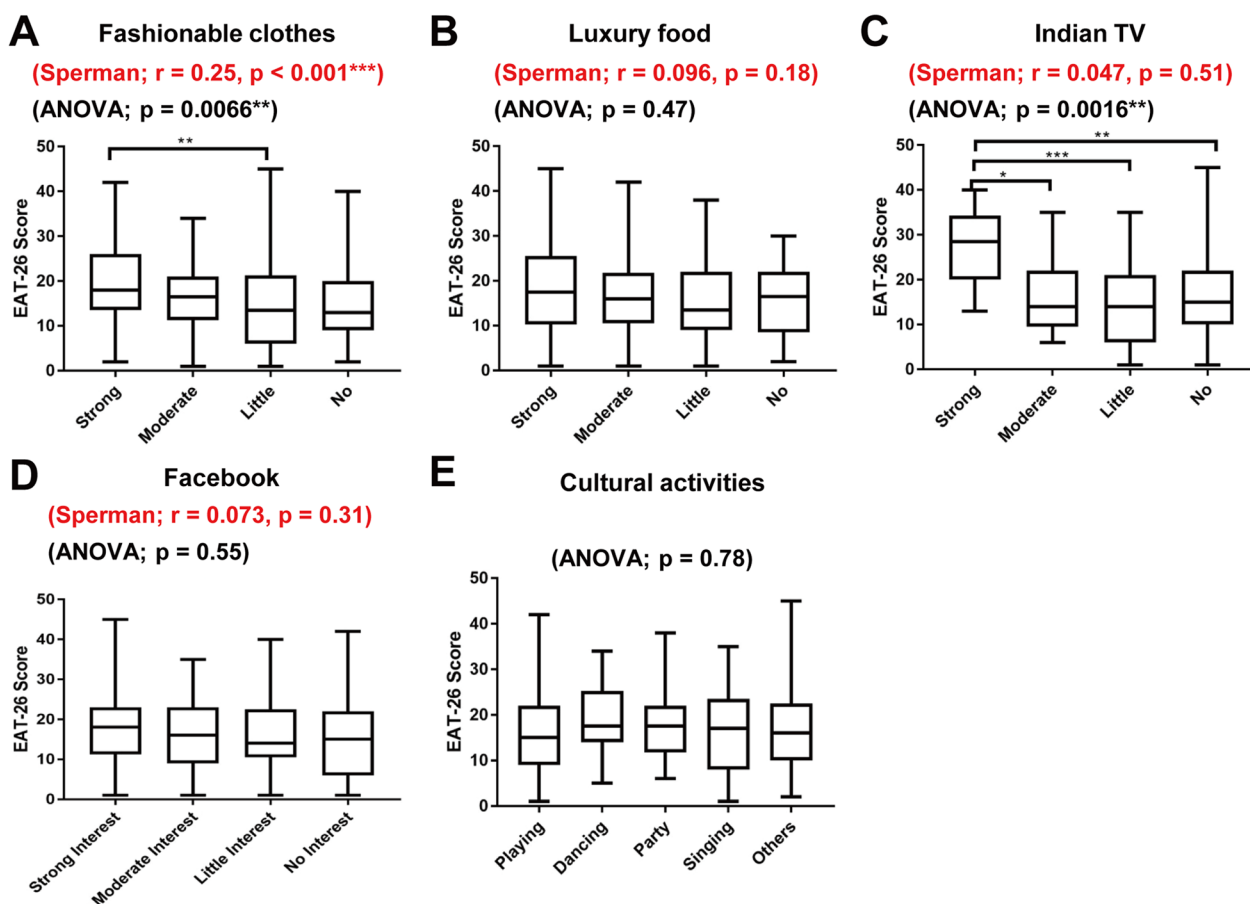 A
Fashionable clothes
(Sperman; r = 0.25, p < 0.001***)
(ANOVA; p = 0.0066**)
**
50
40
30
20
10
0
EAT-26 Score
Strong
Moderate
Little
No
B
Luxury food
(Sperman; r = 0.096, p = 0.18)
(ANOVA; p = 0.47)
50
40
30
20
10
0
EAT-26 Score
Strong
Moderate
Little
No
C
Indian TV
(Sperman; r = 0.047, p = 0.51)
(ANOVA; p = 0.0016**)
**
***
*
50
40
30
20
10
0
EAT-26 Score
Strong
Moderate
Little
No
D
Facebook
(Sperman; r = 0.073, p = 0.31)
(ANOVA; p = 0.55)
50
40
30
20
10
0
EAT-26 Score
Strong Interest
Moderate Interest
Little Interest
No Interest
E
Cultural activities
(ANOVA; p = 0.78)
50
40
30
20
10
0
EAT-26 Score
Playing
Dancing
Party
Singing
Others